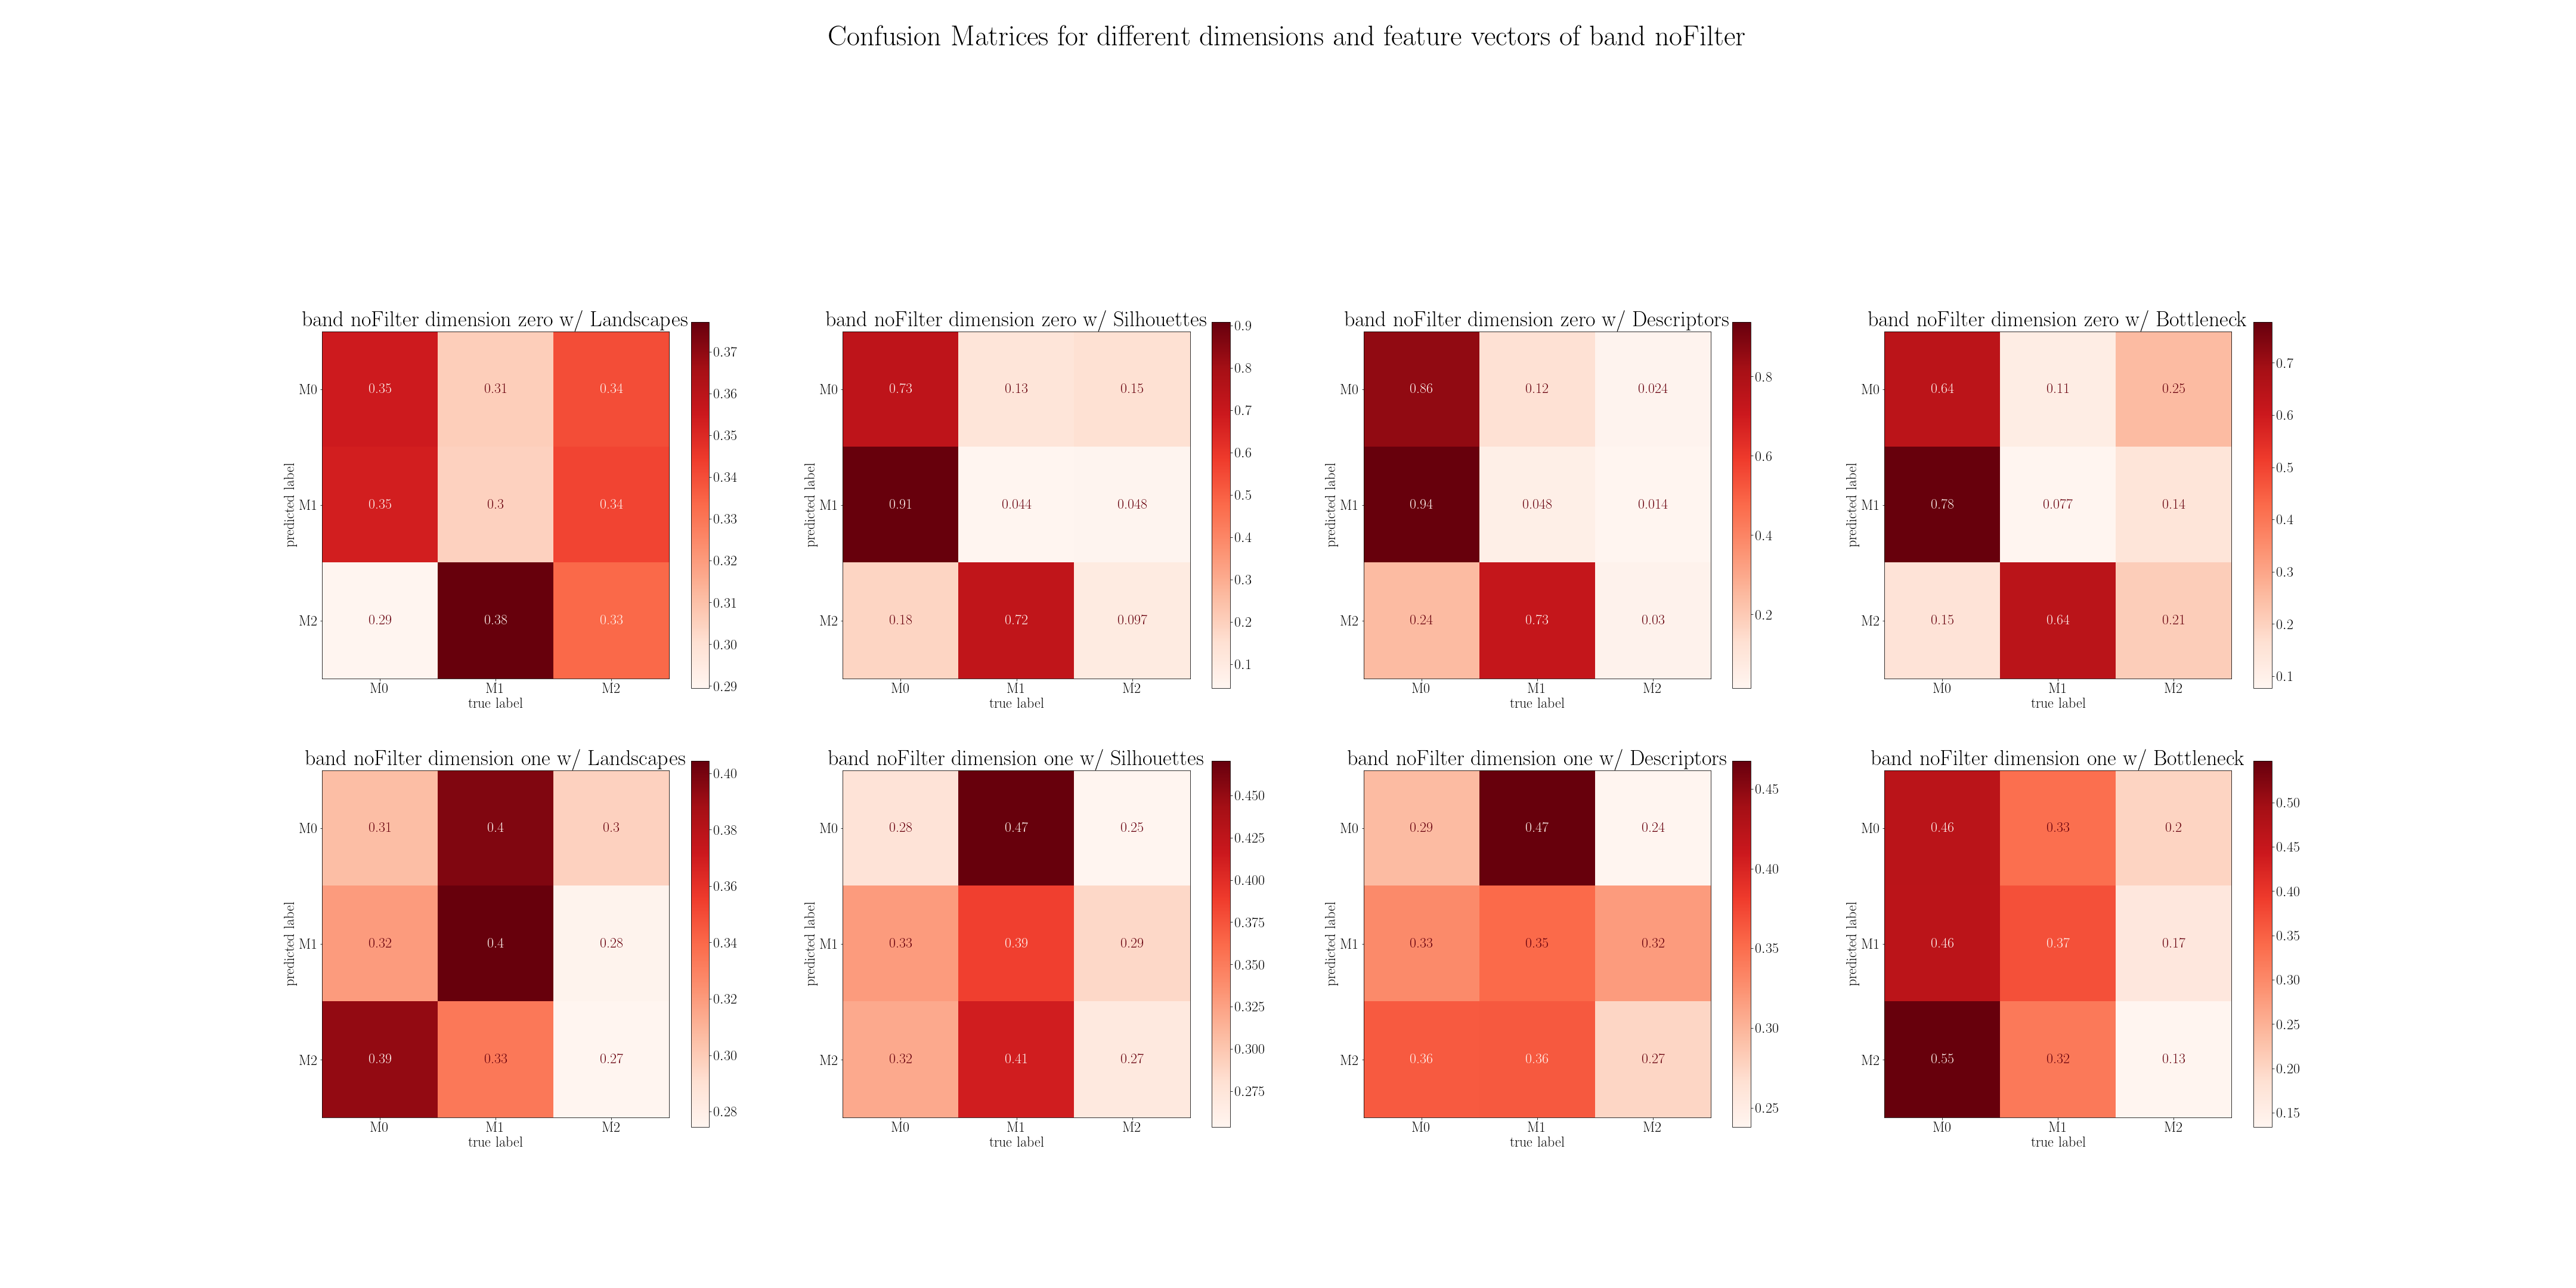 Confusion Matrices for different dimensions and feature vectors of band noFilter
band noFilter dimension zero w/ Landscapes
predicted label
M0 0.35 0.31 0.34
M1 0.35 0.3 0.34
M2 0.29 0.38 0.33
M0 M1 M2
true label
0.37
0.36
0.35
0.34
0.33
0.32
0.31
0.30
0.29
band noFilter dimension zero w/ Silhouettes
predicted label
M0 0.73 0.13 0.15
M1 0.91 0.044 0.048
M2 0.18 0.72 0.097
M0 M1 M2
true label
0.9
0.8
0.7
0.6
0.5
0.4
0.3
0.2
0.1
band noFilter dimension zero w/ Descriptors
predicted label
M0 0.86 0.12 0.024
M1 0.94 0.048 0.014
M2 0.24 0.73 0.03
M0 M1 M2
true label
0.8
0.6
0.4
0.2
band noFilter dimension zero w/ Bottleneck
predicted label
M0 0.64 0.11 0.25
M1 0.78 0.077 0.14
M2 0.15 0.64 0.21
M0 M1 M2
true label
0.7
0.6
0.5
0.4
0.3
0.2
0.1
band noFilter dimension one w/ Landscapes
predicted label
M0 0.31 0.4 0.3
M1 0.32 0.4 0.28
M2 0.39 0.33 0.27
M0 M1 M2
true label
0.40
0.38
0.36
0.34
0.32
0.30
0.28
band noFilter dimension one w/ Silhouettes
predicted label
M0 0.28 0.47 0.25
M1 0.33 0.39 0.29
M2 0.32 0.41 0.27
M0 M1 M2
true label
0.450
0.425
0.400
0.375
0.350
0.325
0.300
0.275
band noFilter dimension one w/ Descriptors
predicted label
M0 0.29 0.47 0.24
M1 0.33 0.35 0.32
M2 0.36 0.36 0.27
M0 M1 M2
true label
0.45
0.40
0.35
0.30
0.25
band noFilter dimension one w/ Bottleneck
predicted label
M0 0.46 0.33 0.2
M1 0.46 0.37 0.17
M2 0.55 0.32 0.13
M0 M1 M2
true label
0.50
0.45
0.40
0.35
0.30
0.25
0.20
0.15